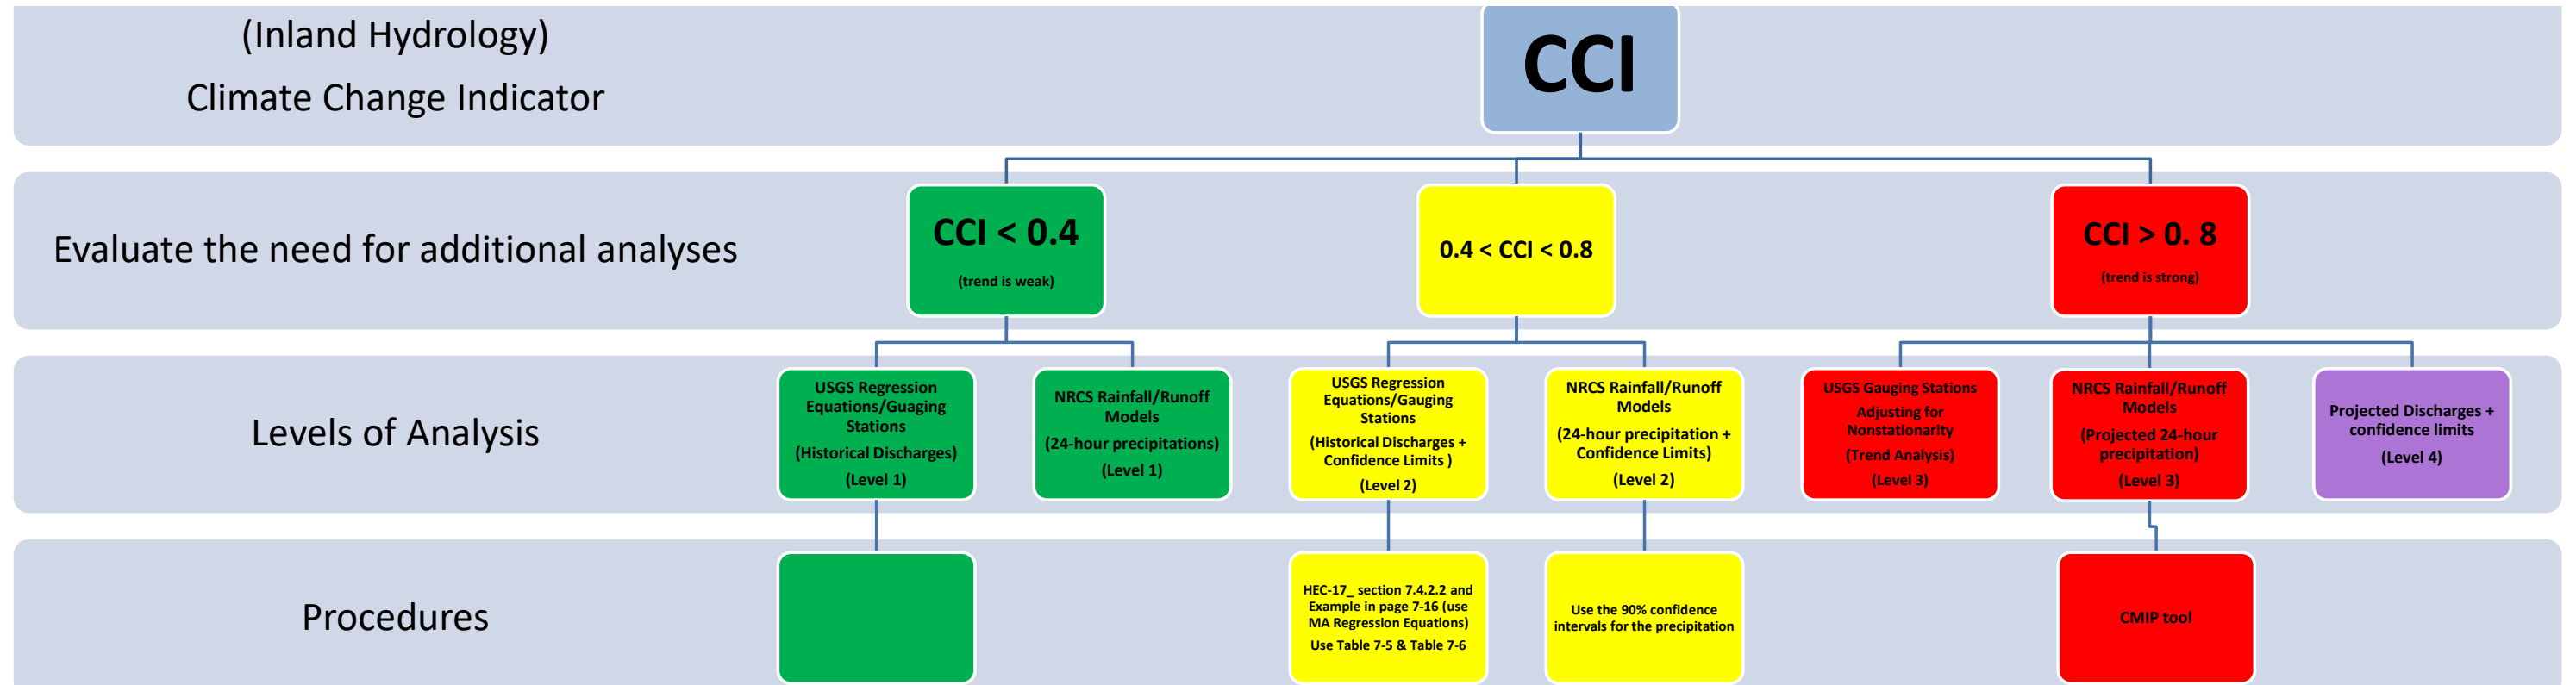 (Inland Hydrology)
Climate Change Indicator
CCI
Evaluate the need for additional analyses
CCI < 0.4
(trend is weak)
0.4 < CCI < 0.8
CCI > 0. 8
(trend is strong)
Levels of Analysis
USGS Regression
Equations/Guaging
Stations
(Historical Discharges)
(Level 1)
NRCS Rainfall/Runoff
Models
(24-hour precipitations)
(Level 1)
USGS Regression
Equations/Gauging
Stations
(Historical Discharges +
Confidence Limits )
(Level 2)
NRCS Rainfall/Runoff
Models
(24-hour precipitation +
Confidence Limits)
(Level 2)
USGS Gauging Stations
Adjusting for
Nonstationarity
(Trend Analysis)
(Level 3)
NRCS Rainfall/Runoff
Models
(Projected 24-hour
precipitation)
(Level 3)
Projected Discharges +
confidence limits
(Level 4)
Procedures
HEC-17_ section 7.4.2.2 and
Example in page 7-16 (use
MA Regression Equations)
Use Table 7-5 & Table 7-6
Use the 90% confidence
intervals for the precipitation
CMIP tool